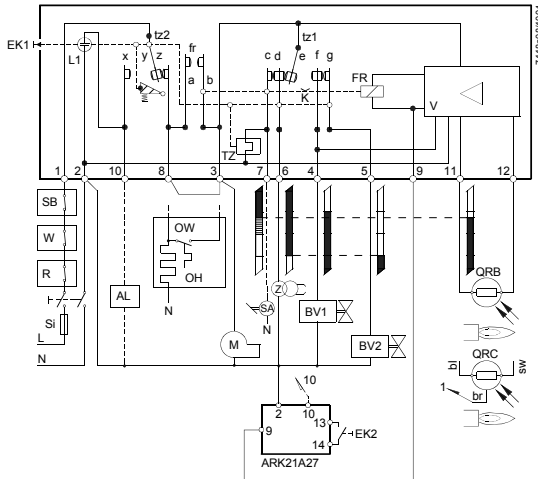 EK1
L1
tz2
y
z
x
fr
a
b
tz1
c
d
e
f
g
K
FR
V
TZ
1
2
10
8
3
7
6
4
5
9
11
12
SB
W
R
Si
L
N
AL
OW
OH
N
M
Z
SA
N
BV1
BV2
QRB
QRC
bl
sw
br
1
10
2
10
9
13
14
EK2
ARK21A27